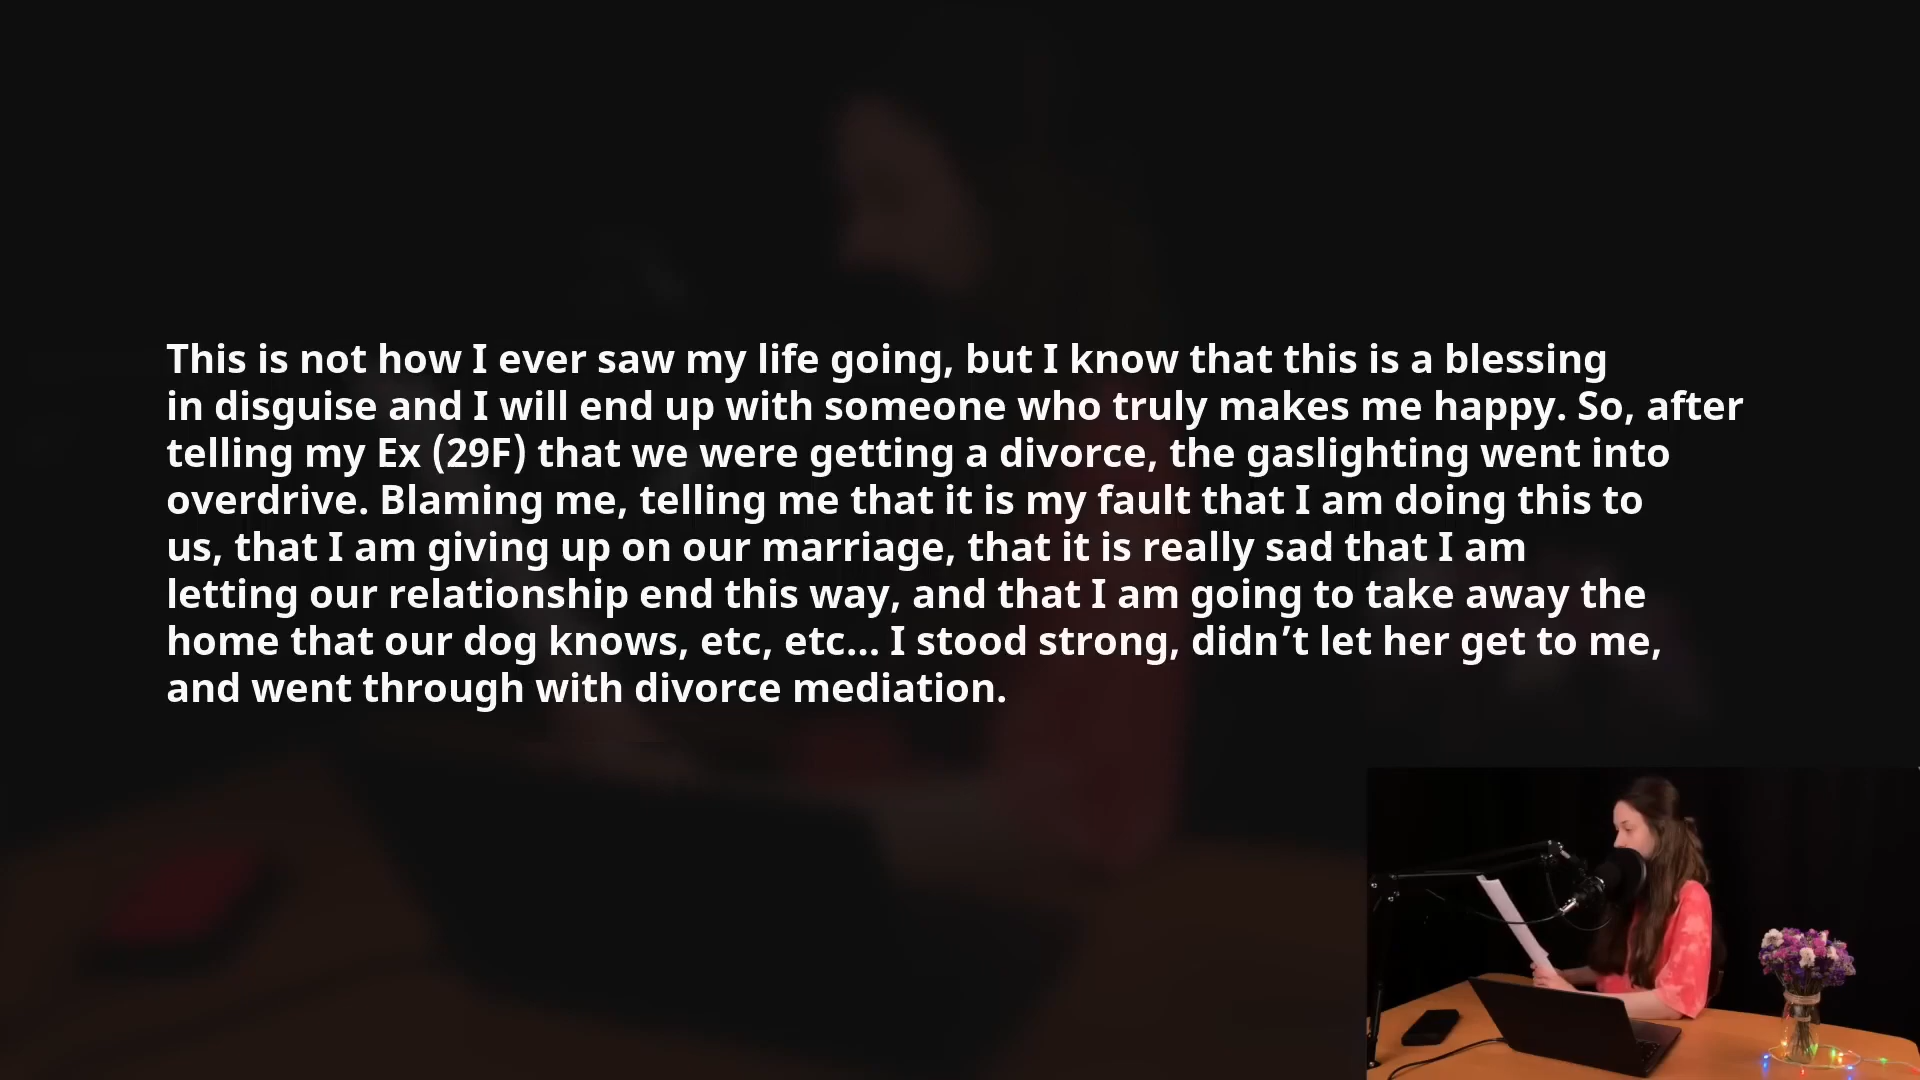 This is not how I ever saw my life going, but I know that this is a blessing
in disguise and I will end up with someone who truly makes me happy. So, after
telling my Ex (29F) that we were getting a divorce, the gaslighting went into
overdrive. Blaming me, telling me that it is my fault that I am doing this to
us, that I am giving up on our marriage, that it is really sad that I am
letting our relationship end this way, and that I am going to take away the
home that our dog knows, etc, etc... I stood strong, didn’t let her get to me,
and went through with divorce mediation.